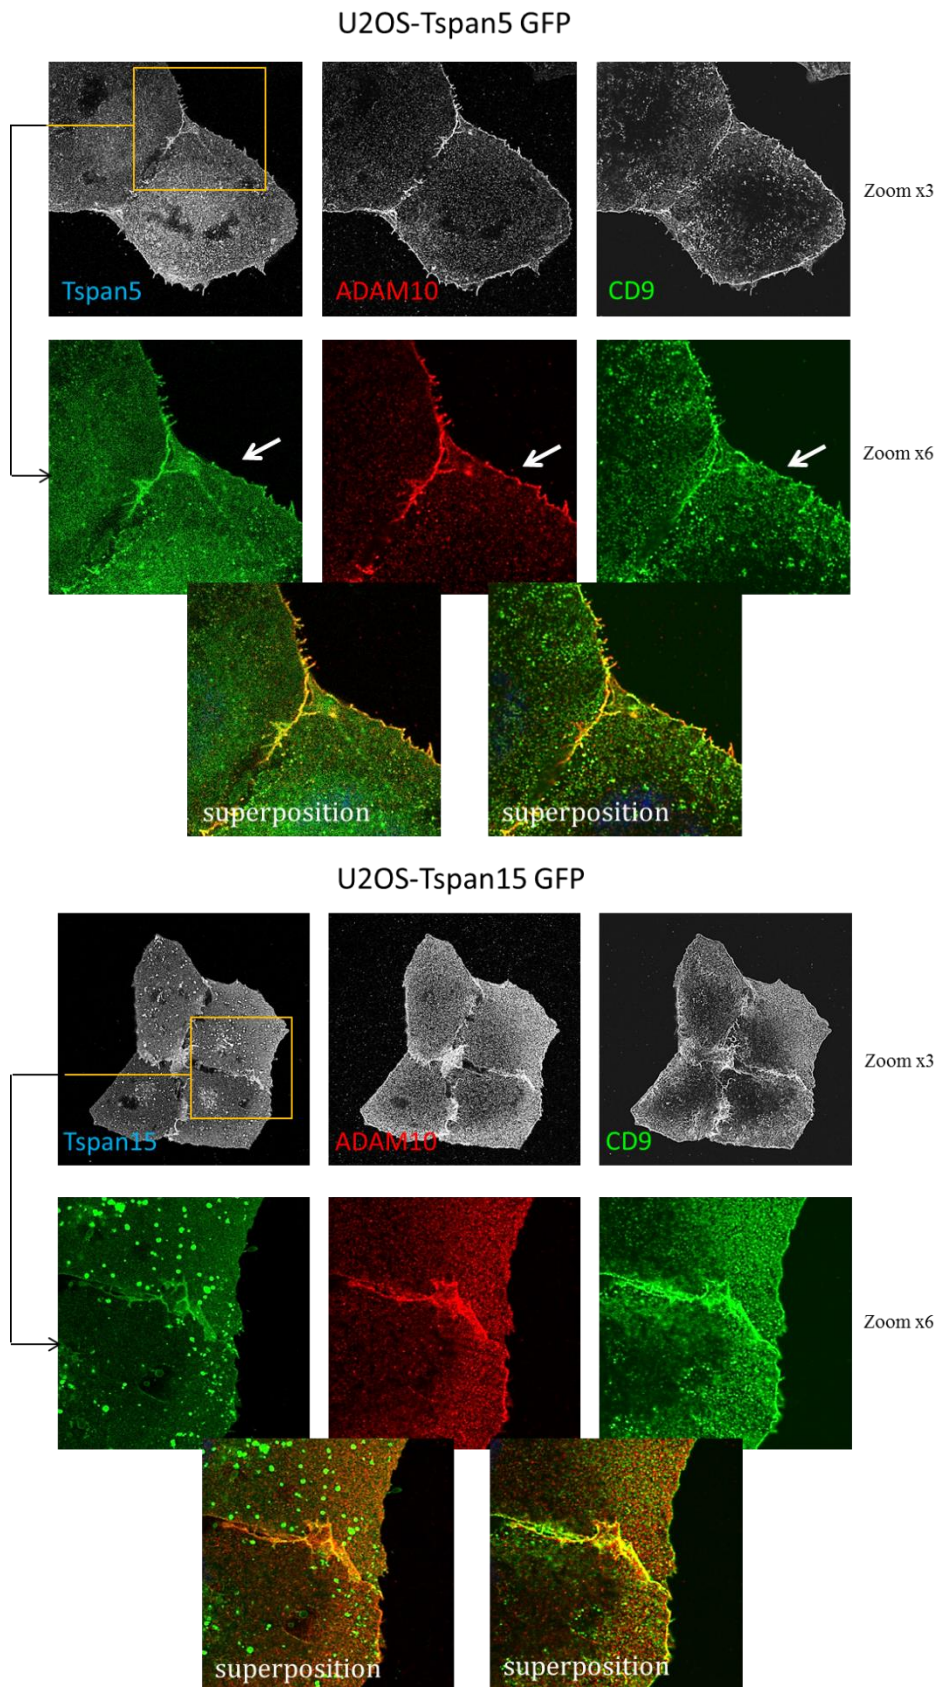 U2OS-Tspan5 GFP
Tspan5
ADAM10
CD9
Zoom x3
Zoom x6
superposition
superposition
U2OS-Tspan15 GFP
Tspan15
ADAM10
CD9
Zoom x3
Zoom x6
superposition
superposition